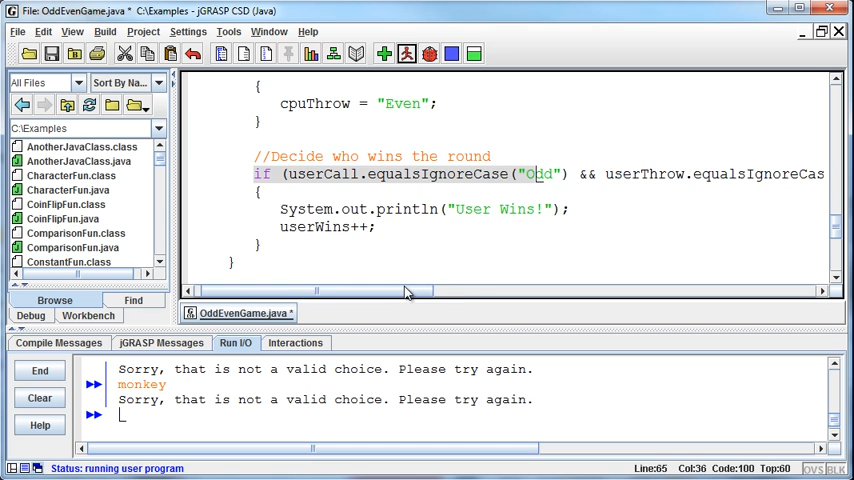 File: OddEvenGame.java * C:\Examples - jGRASP CSD (Java)
File Edit View Build Project Settings Tools Window Help
All Files Sort By Na...
C:\Examples
AnotherJavaClass.class
AnotherJavaClass.java
CharacterFun.class
CharacterFun.java
CoinFlipFun.class
CoinFlipFun.java
ComparisonFun.class
ComparisonFun.java
ConstantFun.class
Browse Find
Debug Workbench
{
cpuThrow = "Even";
}
//Decide who wins the round
if (userCall.equalsIgnoreCase("Odd") && userThrow.equalsIgnoreCas
{
System.out.println("User Wins!");
userWins++;
}
}
OddEvenGame.java *
Compile Messages jGRASP Messages Run I/O Interactions
End
Clear
Help
Sorry, that is not a valid choice. Please try again.
monkey
Sorry, that is not a valid choice. Please try again.
Status: running user program Line:65 Col:36 Code:100 Top:60 OVS BLK